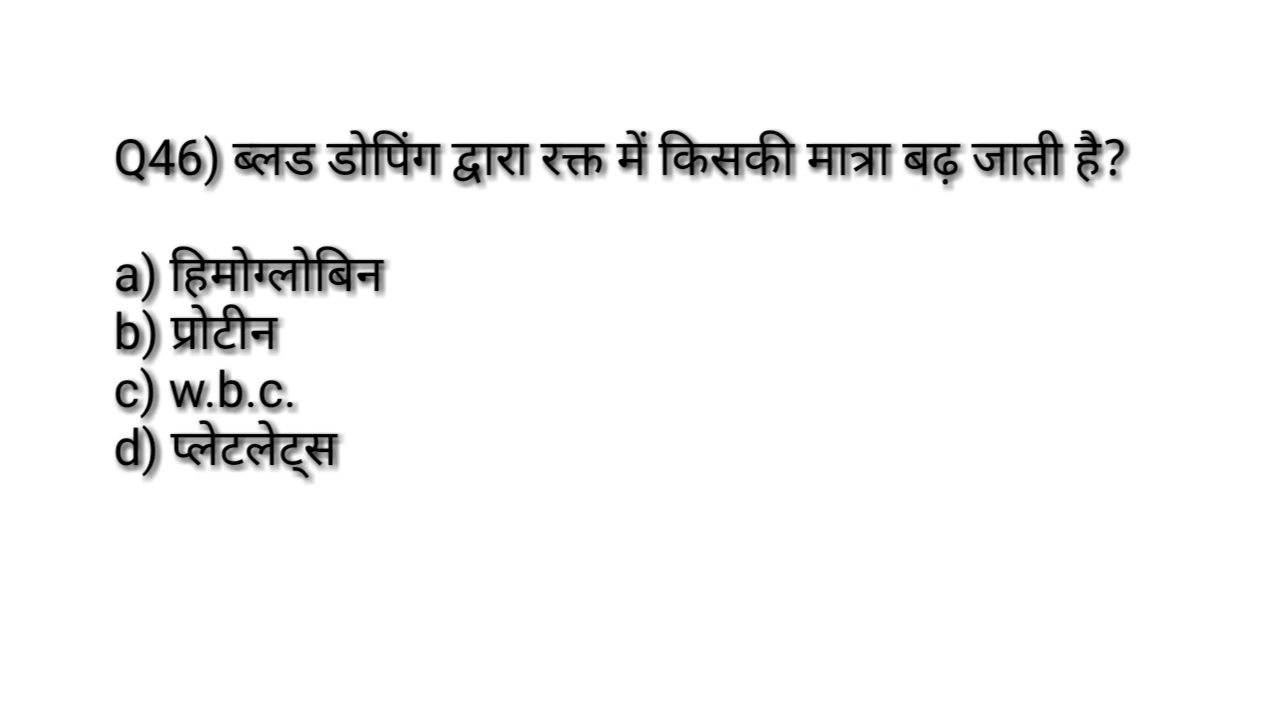 Q46) ब्लड डोपिंग द्वारा रक्त में किसकी मात्रा बढ़ जाती है?
a) हिमोग्लोबिन
b) प्रोटीन
c) w.b.c.
d) प्लेटलेट्स